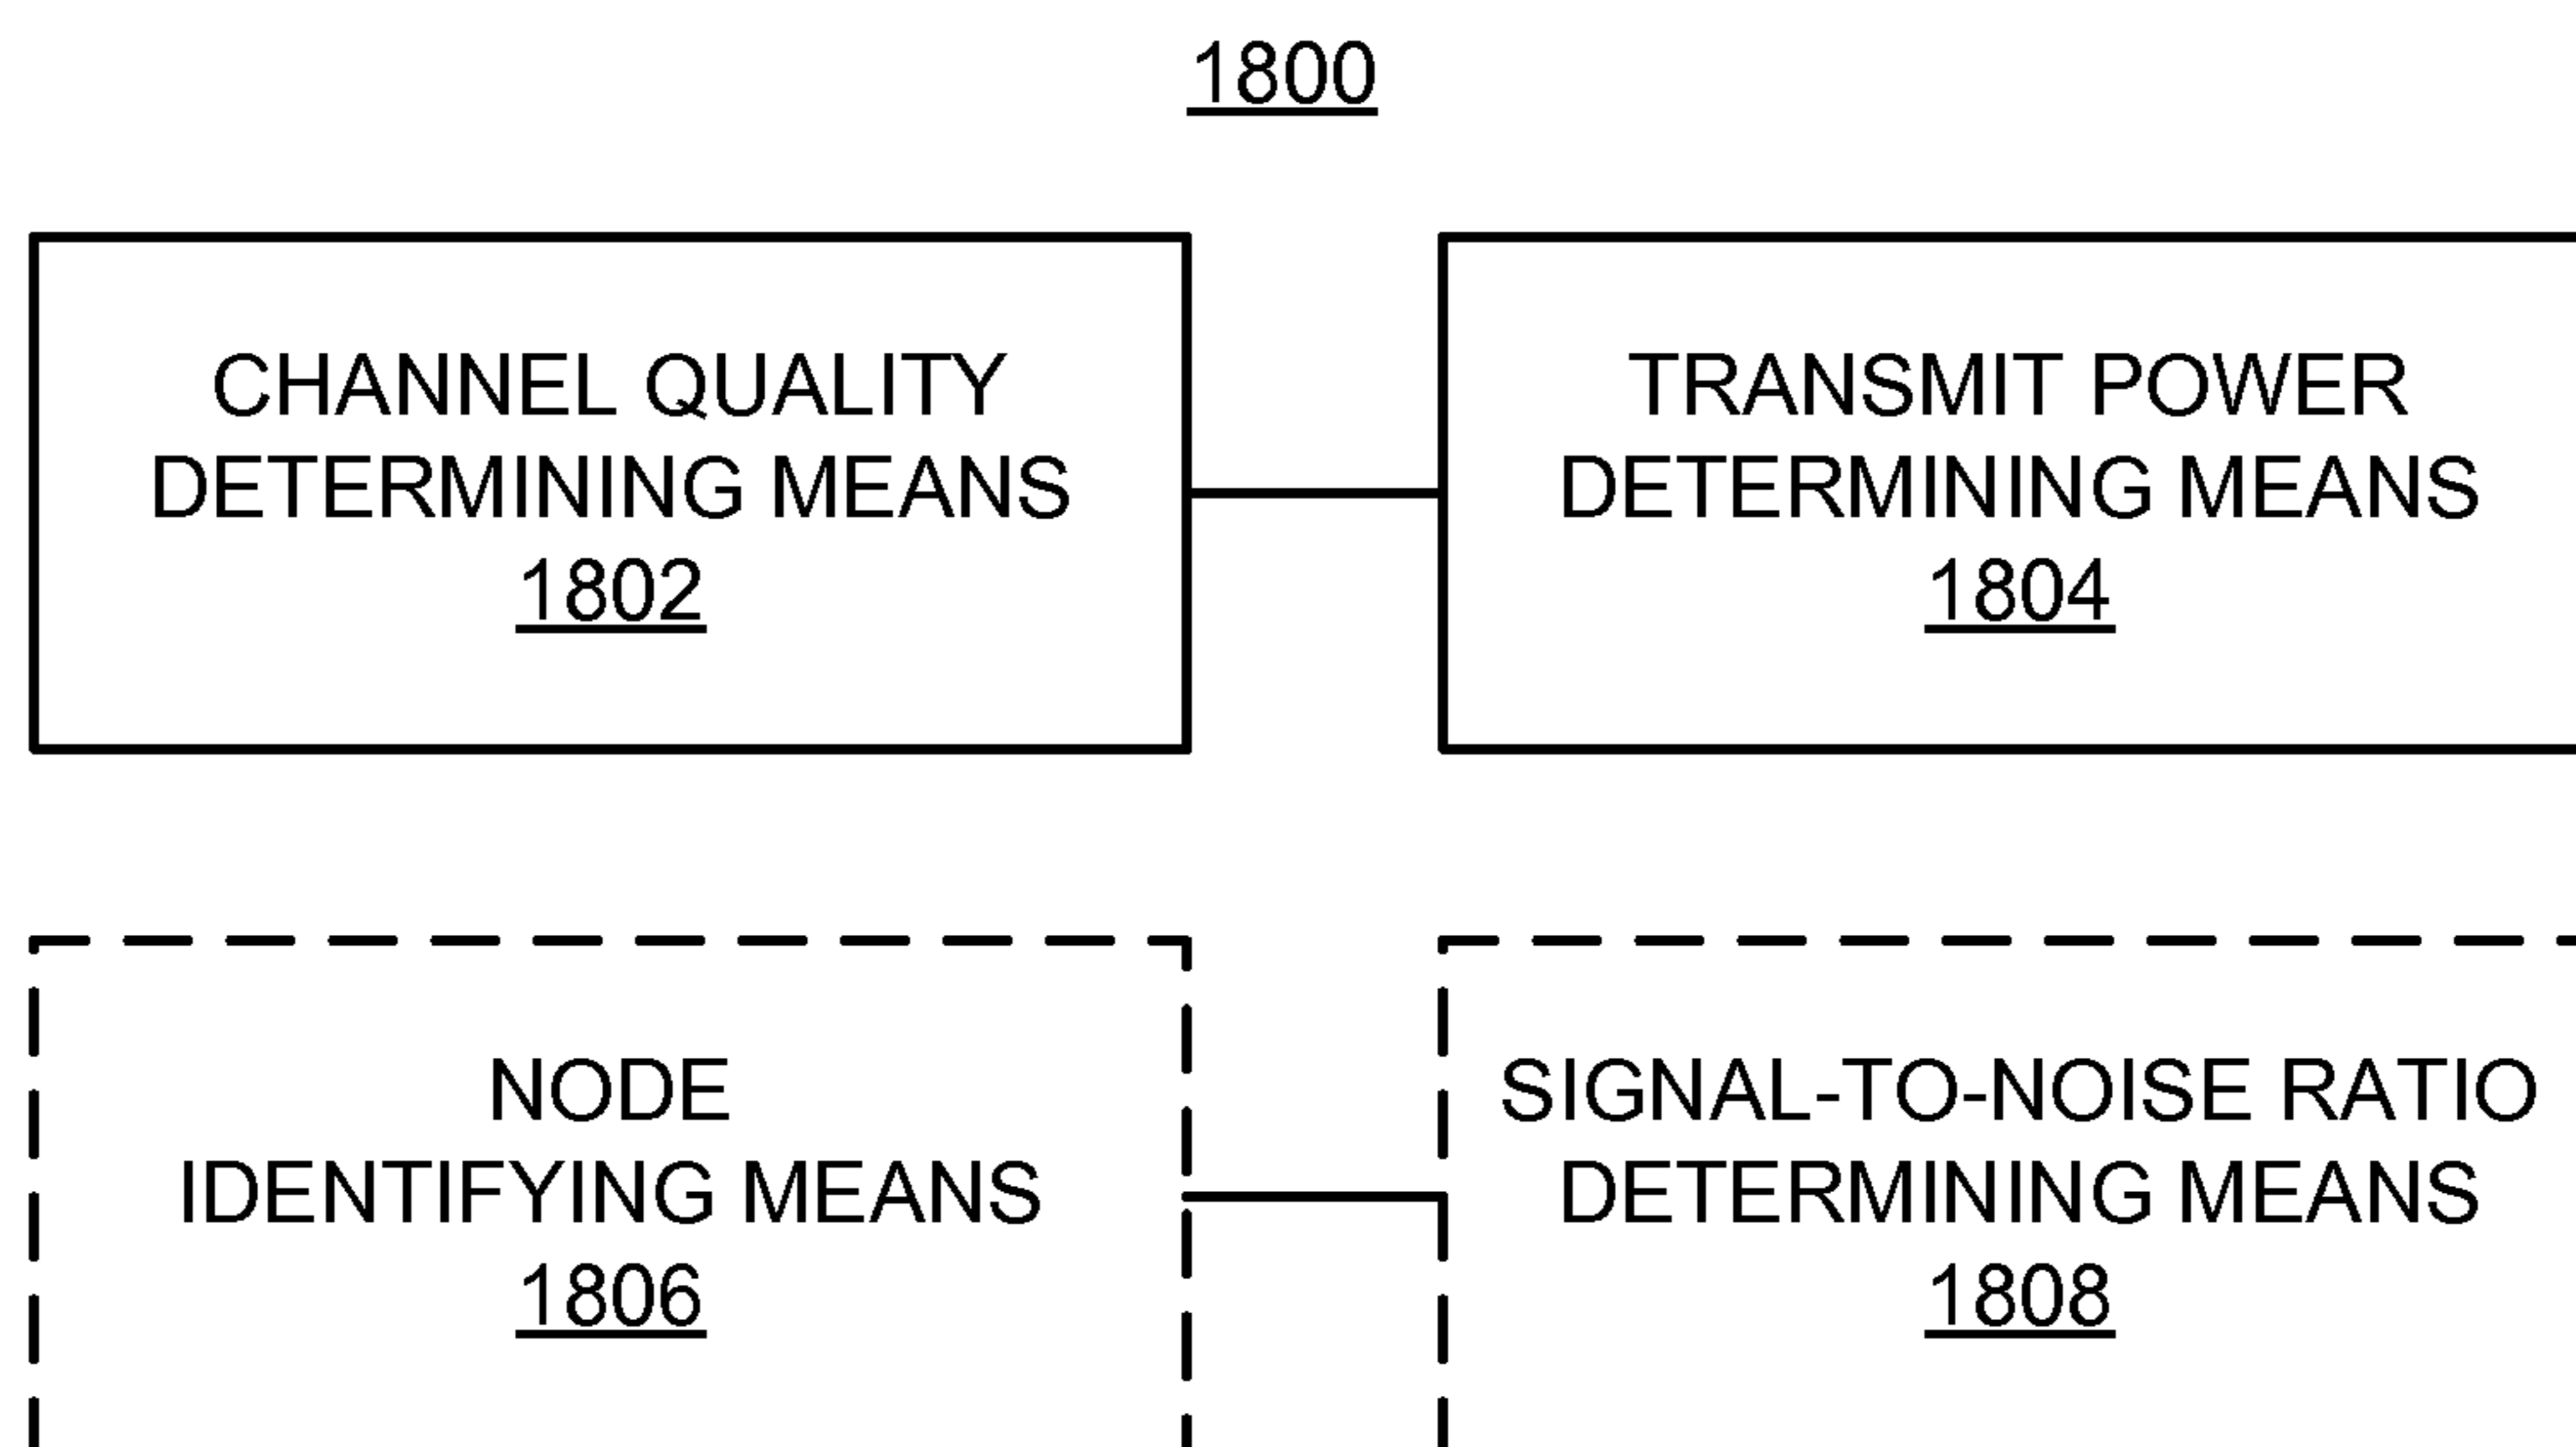 1800
CHANNEL QUALITY
DETERMINING MEANS
1802
TRANSMIT POWER
DETERMINING MEANS
1804
NODE
IDENTIFYING MEANS
1806
SIGNAL-TO-NOISE RATIO
DETERMINING MEANS
1808